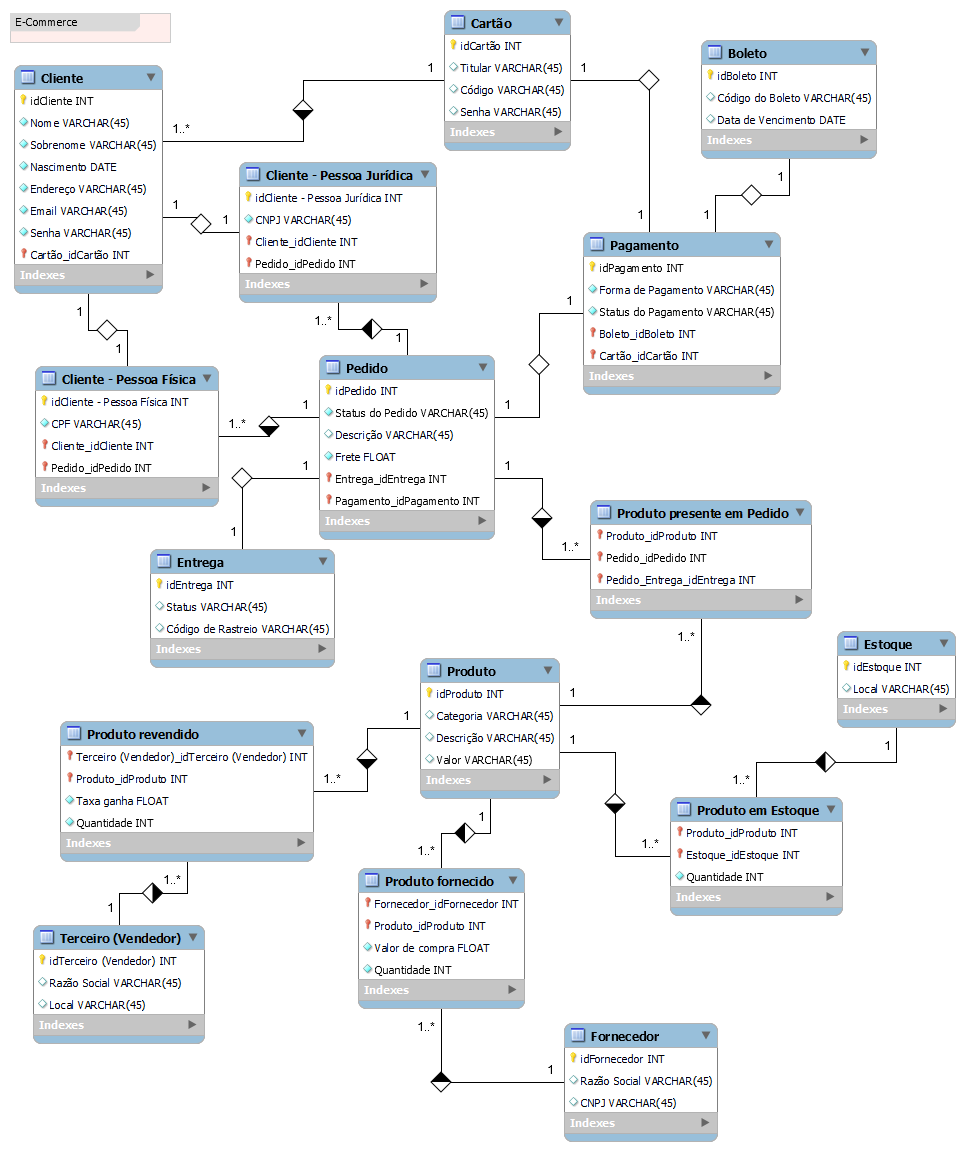 E-Commerce
Cartão
idCartão INT
Titular VARCHAR(45)
Código VARCHAR(45)
Senha VARCHAR(45)
Indexes
Boleto
idBoleto INT
Código do Boleto VARCHAR(45)
Data de Vencimento DATE
Indexes
Cliente
idCliente INT
Nome VARCHAR(45)
Sobrenome VARCHAR(45)
Nascimento DATE
Endereço VARCHAR(45)
Email VARCHAR(45)
Senha VARCHAR(45)
Cartão_idCartão INT
Indexes
1
1..*
1
1
1
1
1
1
Cliente - Pessoa Jurídica
idCliente - Pessoa Jurídica INT
CNPJ VARCHAR(45)
Cliente_idCliente INT
Pedido_idPedido INT
Indexes
Pagamento
idPagamento INT
Forma de Pagamento VARCHAR(45)
Status do Pagamento VARCHAR(45)
Boleto_idBoleto INT
Cartão_idCartão INT
Indexes
1
1
1..*
1
1
1
Cliente - Pessoa Física
idCliente - Pessoa Física INT
CPF VARCHAR(45)
Cliente_idCliente INT
Pedido_idPedido INT
Indexes
Pedido
idPedido INT
Status do Pedido VARCHAR(45)
Descrição VARCHAR(45)
Frete FLOAT
Entrega_idEntrega INT
Pagamento_idPagamento INT
Indexes
1..*
1
1
1
1
1..*
Produto presente em Pedido
Produto_idProduto INT
Pedido_idPedido INT
Pedido_Entrega_idEntrega INT
Indexes
Entrega
idEntrega INT
Status VARCHAR(45)
Código de Rastreio VARCHAR(45)
Indexes
1..*
1
Estoque
idEstoque INT
Local VARCHAR(45)
Indexes
Produto
idProduto INT
Categoria VARCHAR(45)
Descrição VARCHAR(45)
Valor VARCHAR(45)
Indexes
1
1..*
1
1..*
1
1..*
Produto revendido
Terceiro (Vendedor)_idTerceiro (Vendedor) INT
Produto_idProduto INT
Taxa ganha FLOAT
Quantidade INT
Indexes
Produto em Estoque
Produto_idProduto INT
Estoque_idEstoque INT
Quantidade INT
Indexes
1
1..*
Produto fornecido
Fornecedor_idFornecedor INT
Produto_idProduto INT
Valor de compra FLOAT
Quantidade INT
Indexes
1..*
1
Terceiro (Vendedor)
idTerceiro (Vendedor) INT
Razão Social VARCHAR(45)
Local VARCHAR(45)
Indexes
1..*
1
Fornecedor
idFornecedor INT
Razão Social VARCHAR(45)
CNPJ VARCHAR(45)
Indexes